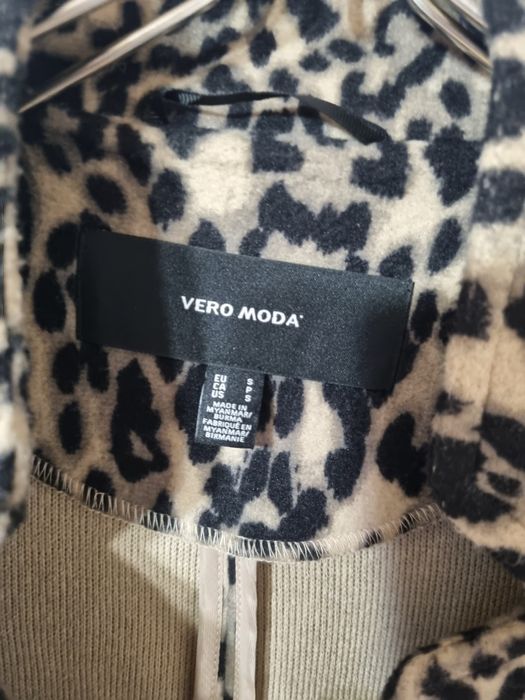 VERO MODA
EU S
CA P
US S
MADE IN
MYANMAR/
BURMA
FABRIQUÉ EN
MYANMAR/
BIRMANIE